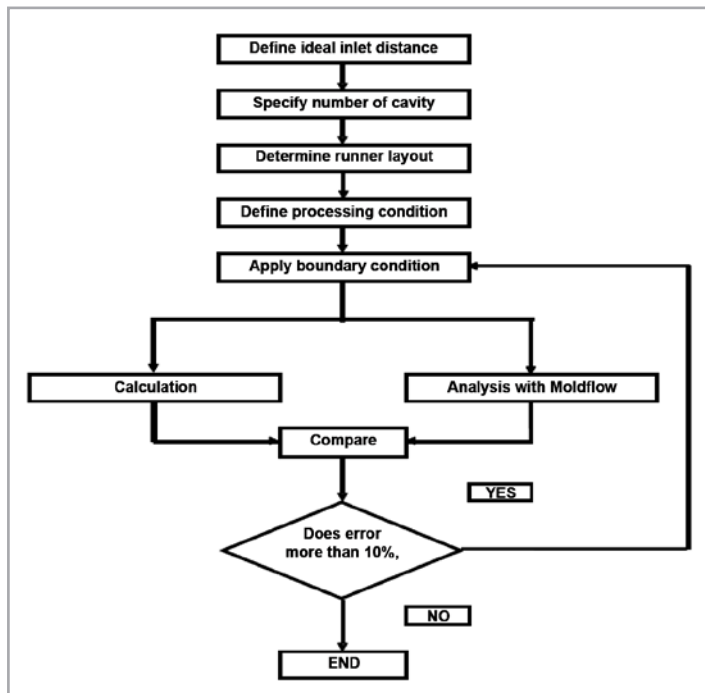 Define ideal inlet distance
Specify number of cavity
Determine runner layout
Define processing condition
Apply boundary condition
Calculation
Analysis with Moldflow
Compare
YES
Does error
more than 10%,
NO
END